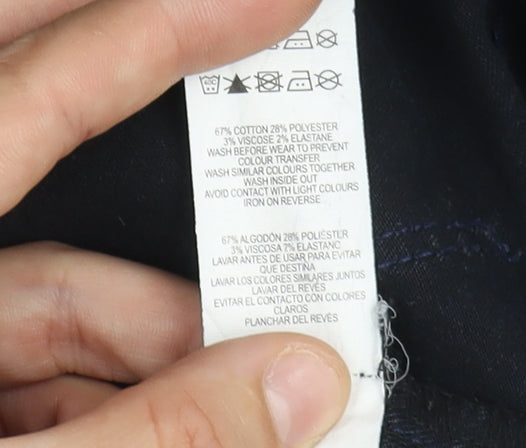 67% COTTON 28% POLYESTER
3% VISCOSE 2% ELASTANE
WASH BEFORE WEAR TO PREVENT
COLOUR TRANSFER
WASH SIMILAR COLOURS TOGETHER
WASH INSIDE OUT
AVOID CONTACT WITH LIGHT COLOURS
IRON ON REVERSE
67% ALGODÓN 28% POLIÉSTER
3% VISCOSA 2% ELASTANO
LAVAR ANTES DE USAR PARA EVITAR
QUE DESTIÑA
LAVAR LOS COLORES SIMILARES JUNTOS
LAVAR DEL REVÉS
EVITAR EL CONTACTO CON COLORES
CLAROS
PLANCHAR DEL REVÉS